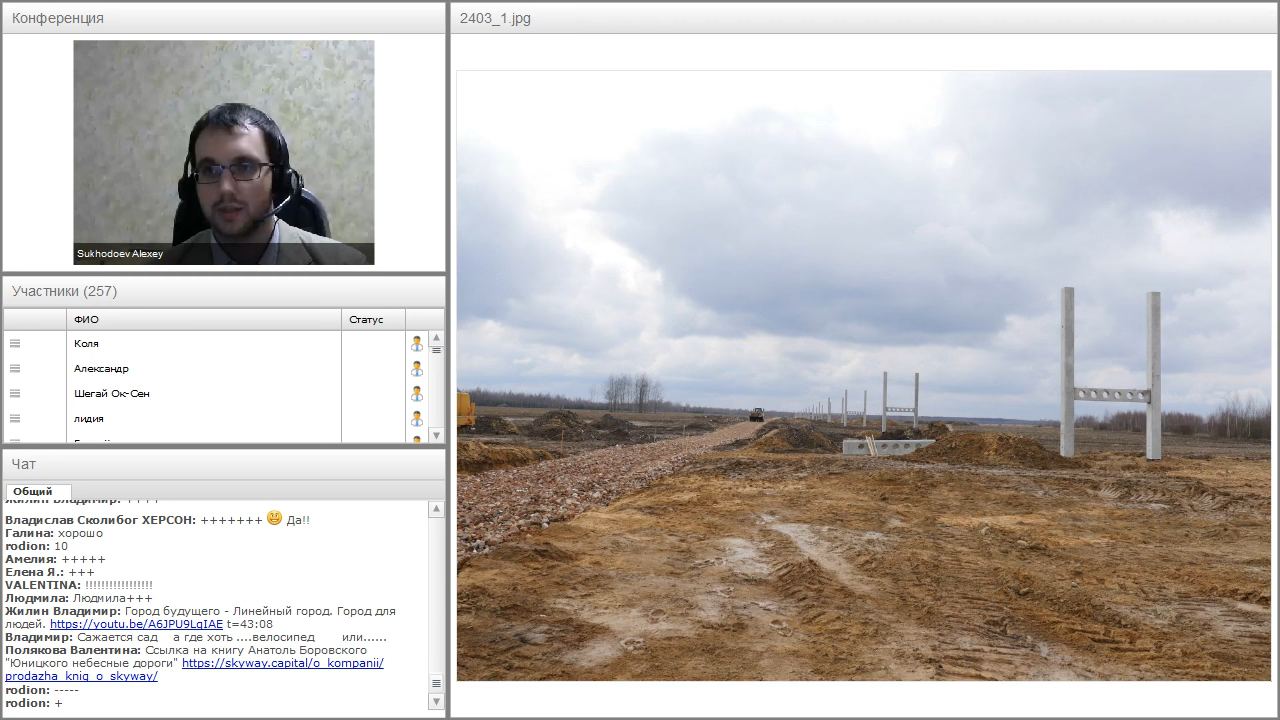 Конференция
2403_1.jpg
Sukhodoev Alexey
Участники (257)
ФИО
Статус
Коля
Александр
Шегай Ок-Сен
лидия
Чат
Общий
Жилин Владимир: ++++
Владислав Сколибог ХЕРСОН: +++++++ Да!!
Галина: хорошо
rodion: 10
Амелия: +++++
Елена Я.: +++
VALENTINA: !!!!!!!!!!!!!!!!!
Людмила: Людмила+++
Жилин Владимир: Город будущего - Линейный город. Город для
людей. https://youtu.be/A6JPU9LqIAE t=43:08
Владимир: Сажается сад а где хоть ....велосипед или......
Полякова Валентина: Ссылка на книгу Анатоль Боровского
"Юницкого небесные дороги" https://skyway.capital/o_kompanii/
prodazha_knig_o_skyway/
rodion: -----
rodion: +